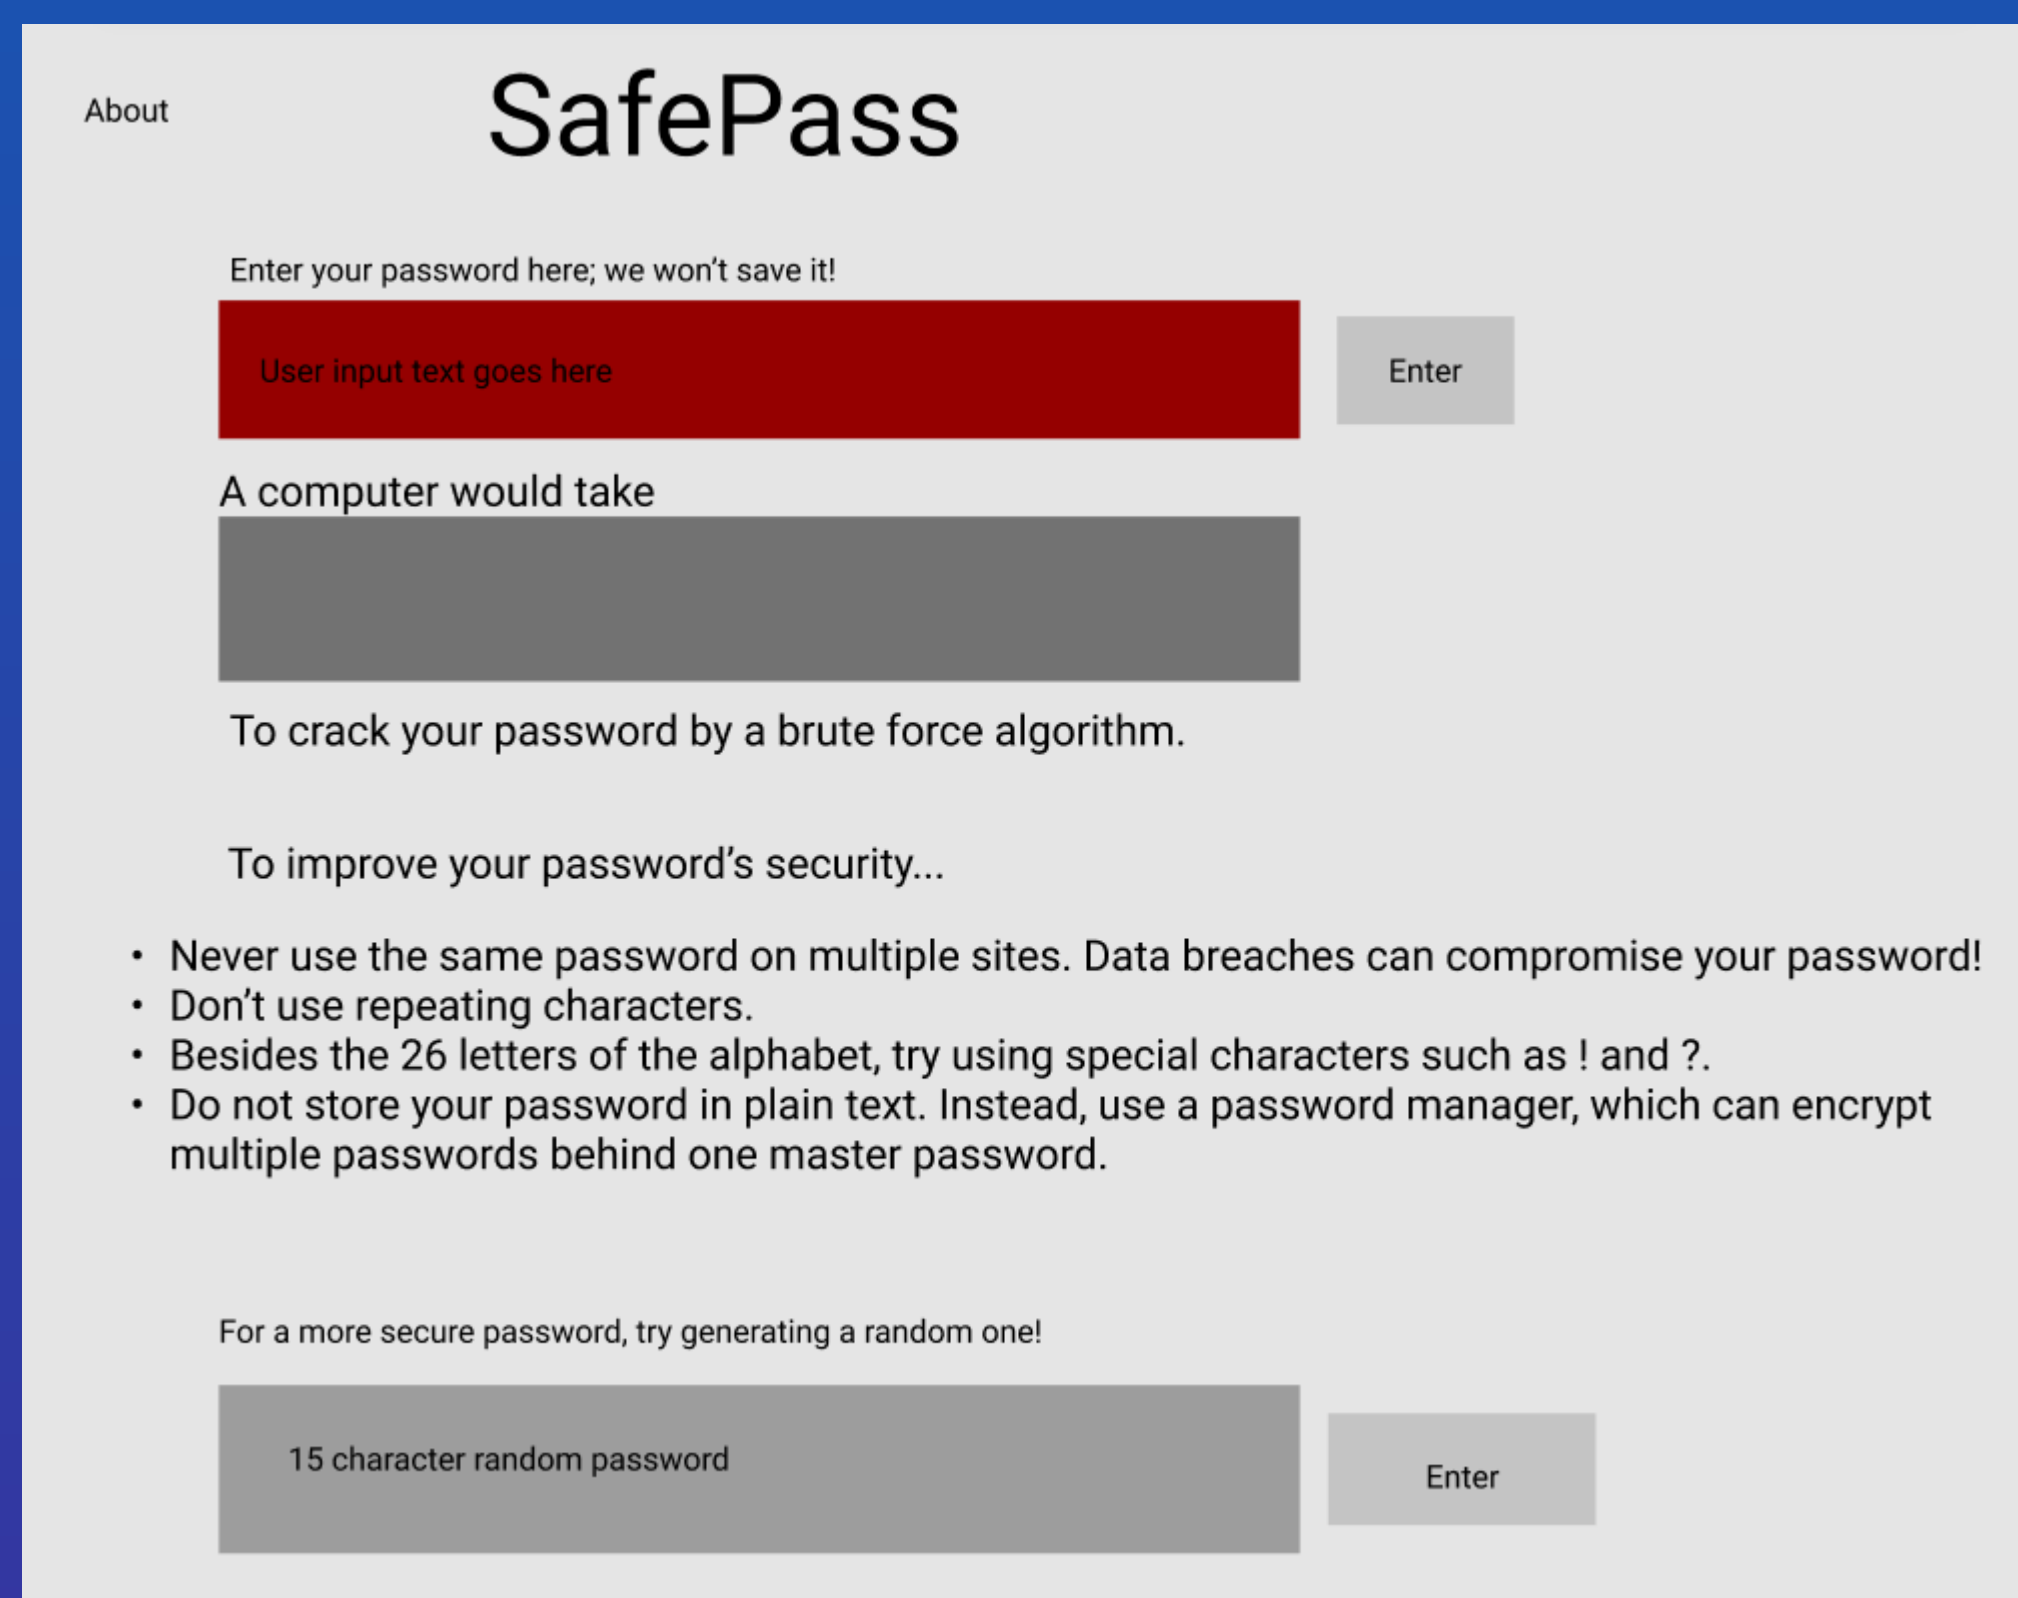 About
SafePass
Enter your password here; we won’t save it!
User input text goes here
Enter
A computer would take
To crack your password by a brute force algorithm.
To improve your password’s security...
• Never use the same password on multiple sites. Data breaches can compromise your password!
• Don’t use repeating characters.
• Besides the 26 letters of the alphabet, try using special characters such as ! and ?.
• Do not store your password in plain text. Instead, use a password manager, which can encrypt
multiple passwords behind one master password.
For a more secure password, try generating a random one!
15 character random password
Enter